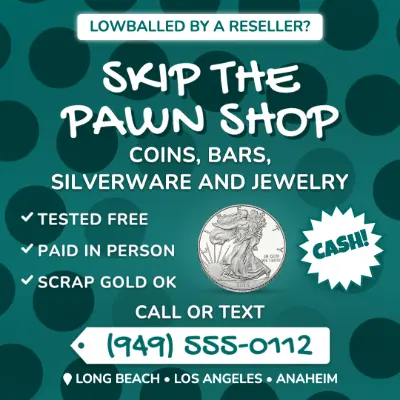 LOWBALLED BY A RESELLER?
SKIP THE
PAWN SHOP
COINS, BARS,
SILVERWARE AND JEWELRY
TESTED FREE
PAID IN PERSON
SCRAP GOLD OK
CASH!
CALL OR TEXT
(949) 555-0112
LONG BEACH • LOS ANGELES • ANAHEIM